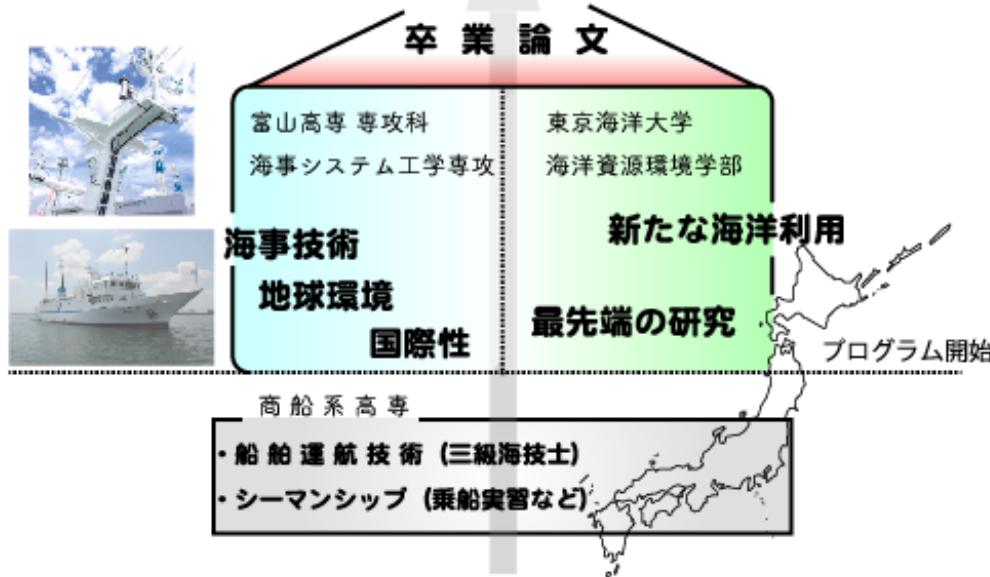 卒業論文
富山高専 専攻科
海事システム工学専攻
東京海洋大学
海洋資源環境学部
海事技術
地球環境
国際性
新たな海洋利用
最先端の研究
プログラム開始
商船系高専
・船舶運航技術（三級海技士）
・シーマンシップ（乗船実習など）